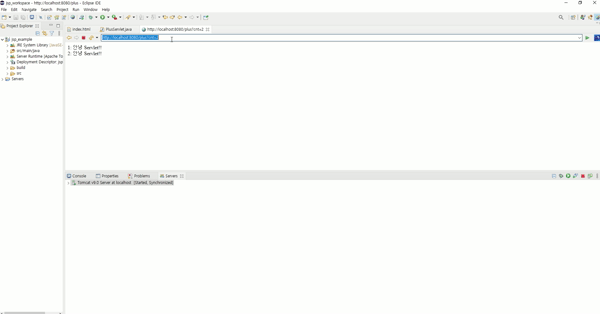 jsp_workspace - http://localhost:8080/plus - Eclipse IDE
File Edit Navigate Search Project Run Window Help
Project Explorer
index.html PlusServlet.java http://localhost:8080/plus?cnt=2
http://localhost:8080/plus?cnt=2
jsp_example
JRE System Library
src/main/java
Server Runtime [Apache To
Deployment Descriptor: jsp
build
src
Servers
1 Servlet!!
2 Servlet!!
Console Properties Problems Servers
Tomcat v9.0 Server at localhost [Started, Synchronized]